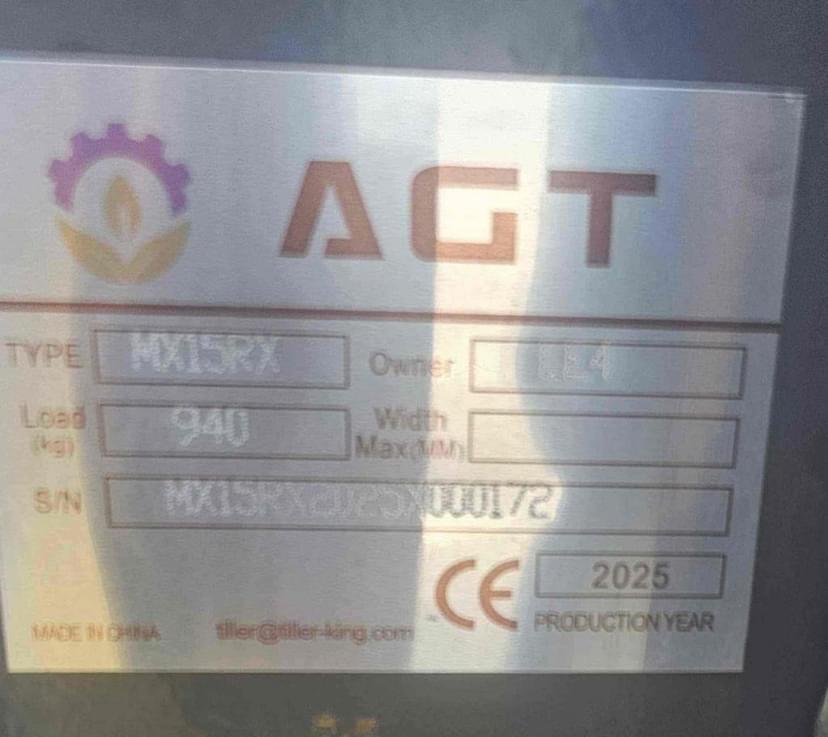 AGT
TYPE MX15RX Owner
Load (kg) 940 Width Max(MM)
S/N MX15RX2025X000172
CE 2025
PRODUCTION YEAR
MADE IN CHINA tiller@tiller-king.com